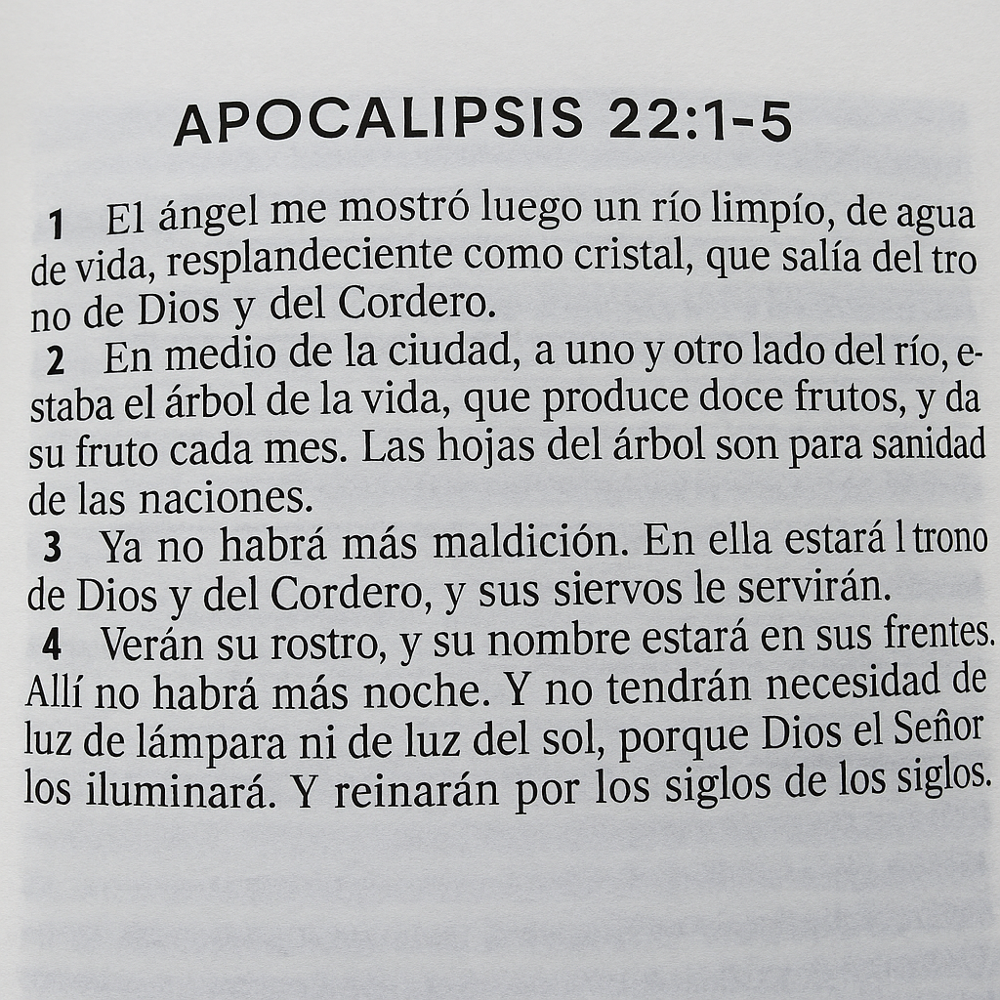 APOCALIPSIS 22:1-5
1 El ángel me mostró luego un río limpío, de agua
de vida, resplandeciente como cristal, que salía del tro
no de Dios y del Cordero.
2 En medio de la ciudad, a uno y otro lado del río, e-
staba el árbol de la vida, que produce doce frutos, y da
su fruto cada mes. Las hojas del árbol son para sanidad
de las naciones.
3 Ya no habrá más maldición. En ella estará l trono
de Dios y del Cordero, y sus siervos le servirán.
4 Verán su rostro, y su nombre estará en sus frentes.
Allí no habrá más noche. Y no tendrán necesidad de
luz de lámpara ni de luz del sol, porque Dios el Señor
los iluminará. Y reinarán por los siglos de los siglos.